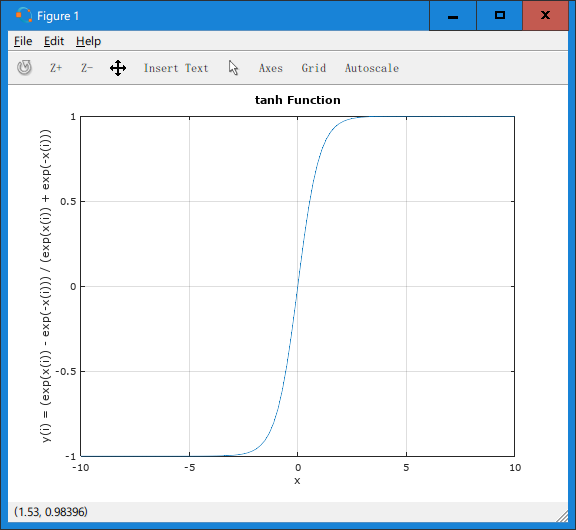 Figure 1
File Edit Help
Z+ Z- Insert Text Axes Grid Autoscale
tanh Function
y(i) = (exp(x(i)) - exp(-x(i))) / (exp(x(i)) + exp(-x(i)))
1
0.5
0
-0.5
-1
-10 -5 0 5 10
x
(1.53, 0.98396)